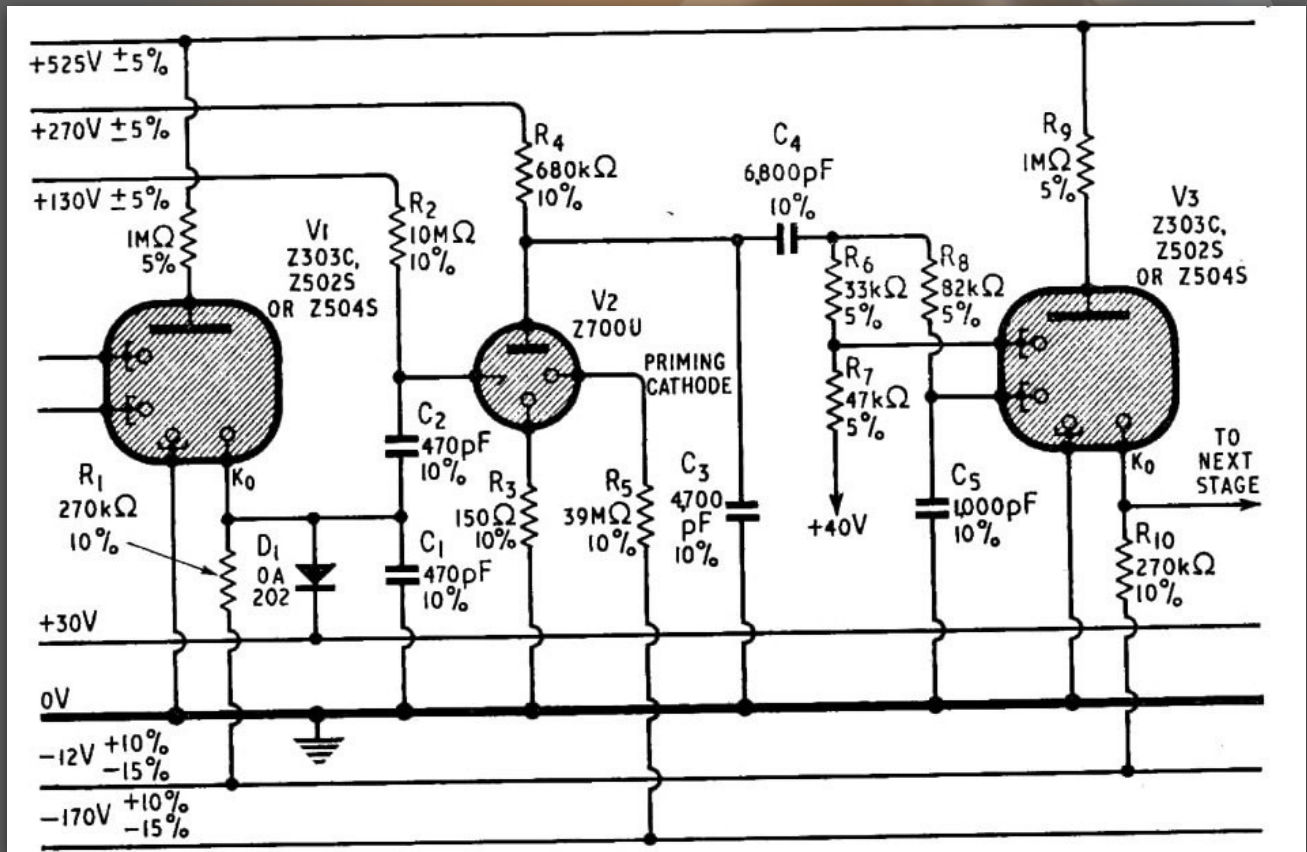 +525V ±5%
+270V ±5%
+130V ±5%
1MΩ
5%
V1
Z303C,
Z502S
OR Z504S
R2
10MΩ
10%
R4
680kΩ
10%
V2
Z700U
C4
6,800pF
10%
R9
1MΩ
5%
V3
Z303C,
Z502S
OR Z504S
R6
33kΩ
5%
R8
82kΩ
5%
PRIMING
CATHODE
R7
47kΩ
5%
C2
470pF
10%
K0
R1
270kΩ
10%
D1
OA
202
C1
470pF
10%
R3
150Ω
10%
R5
39MΩ
10%
C3
4,700
pF
10%
+40V
C5
1,000pF
10%
K0
TO
NEXT
STAGE
R10
270kΩ
10%
+30V
0V
-12V +10%
-15%
-170V +10%
-15%